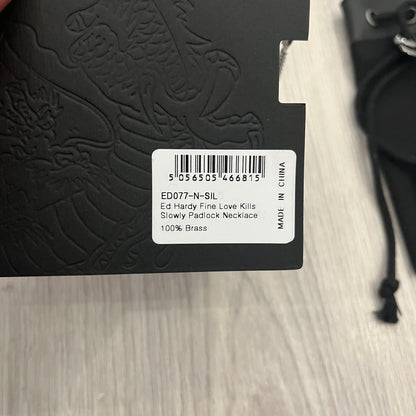 5 056505 466815
ED077-N-SIL
Ed Hardy Fine Love Kills
Slowly Padlock Necklace
100% Brass
MADE IN CHINA